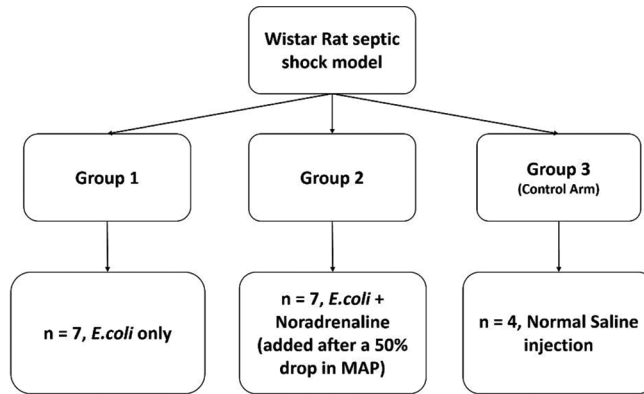 Wistar Rat septic
shock model
Group 1
Group 2
Group 3
(Control Arm)
n = 7, E.coli only
n = 7, E.coli +
Noradrenaline
(added after a 50%
drop in MAP)
n = 4, Normal Saline
injection